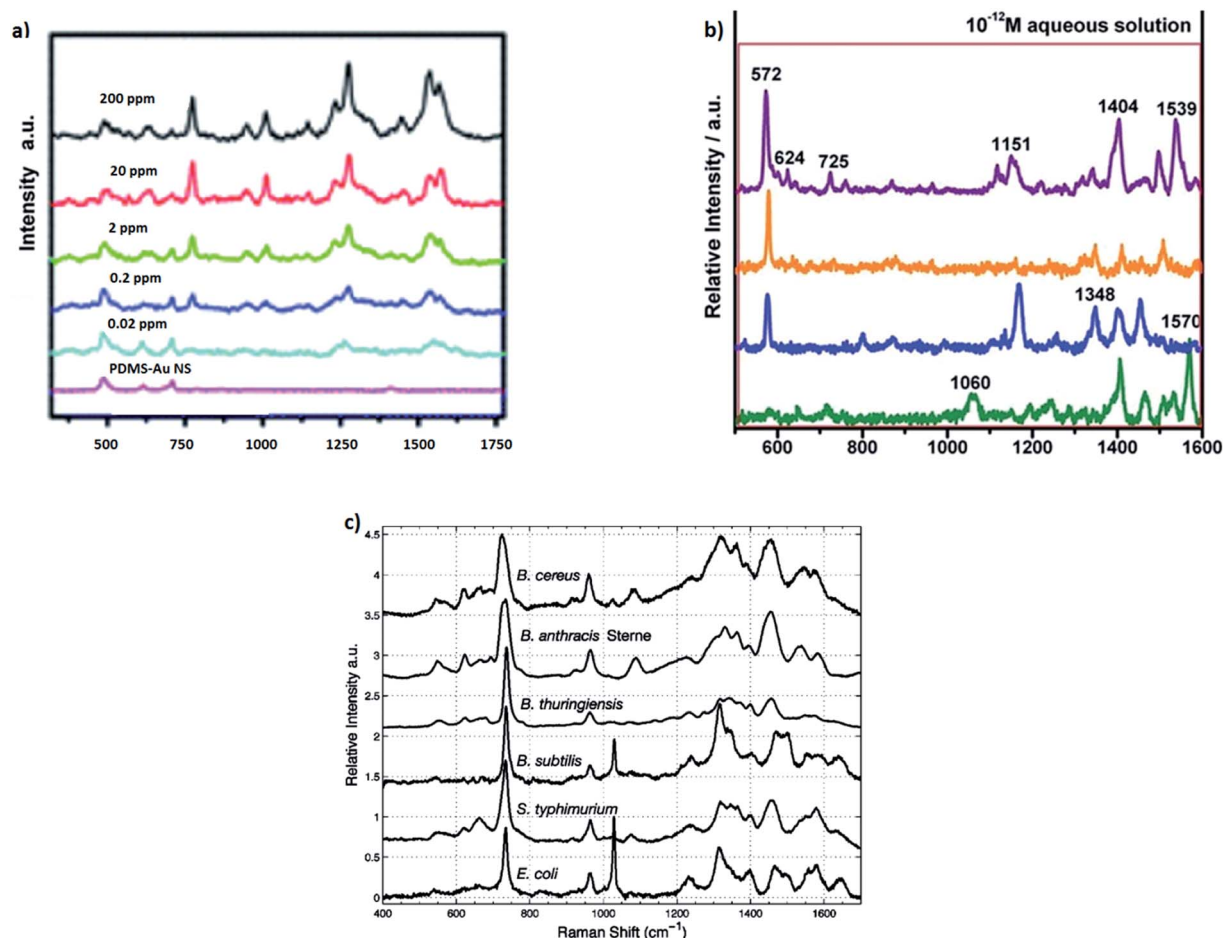 a)
Intensity a.u.
200 ppm
20 ppm
2 ppm
0.2 ppm
0.02 ppm
PDMS-Au NS
500 750 1000 1250 1500 1750
b)
10⁻¹²M aqueous solution
Relative Intensity / a.u.
572
624
725
1151
1404
1539
1348
1570
1060
600 800 1000 1200 1400 1600
c)
Relative Intensity a.u.
4.5
4
3.5
3
2.5
2
1.5
1
0.5
0
B. cereus
B. anthracis Sterne
B. thuringiensis
B. subtilis
S. typhimurium
E. coli
400 600 800 1000 1200 1400 1600
Raman Shift (cm⁻¹)